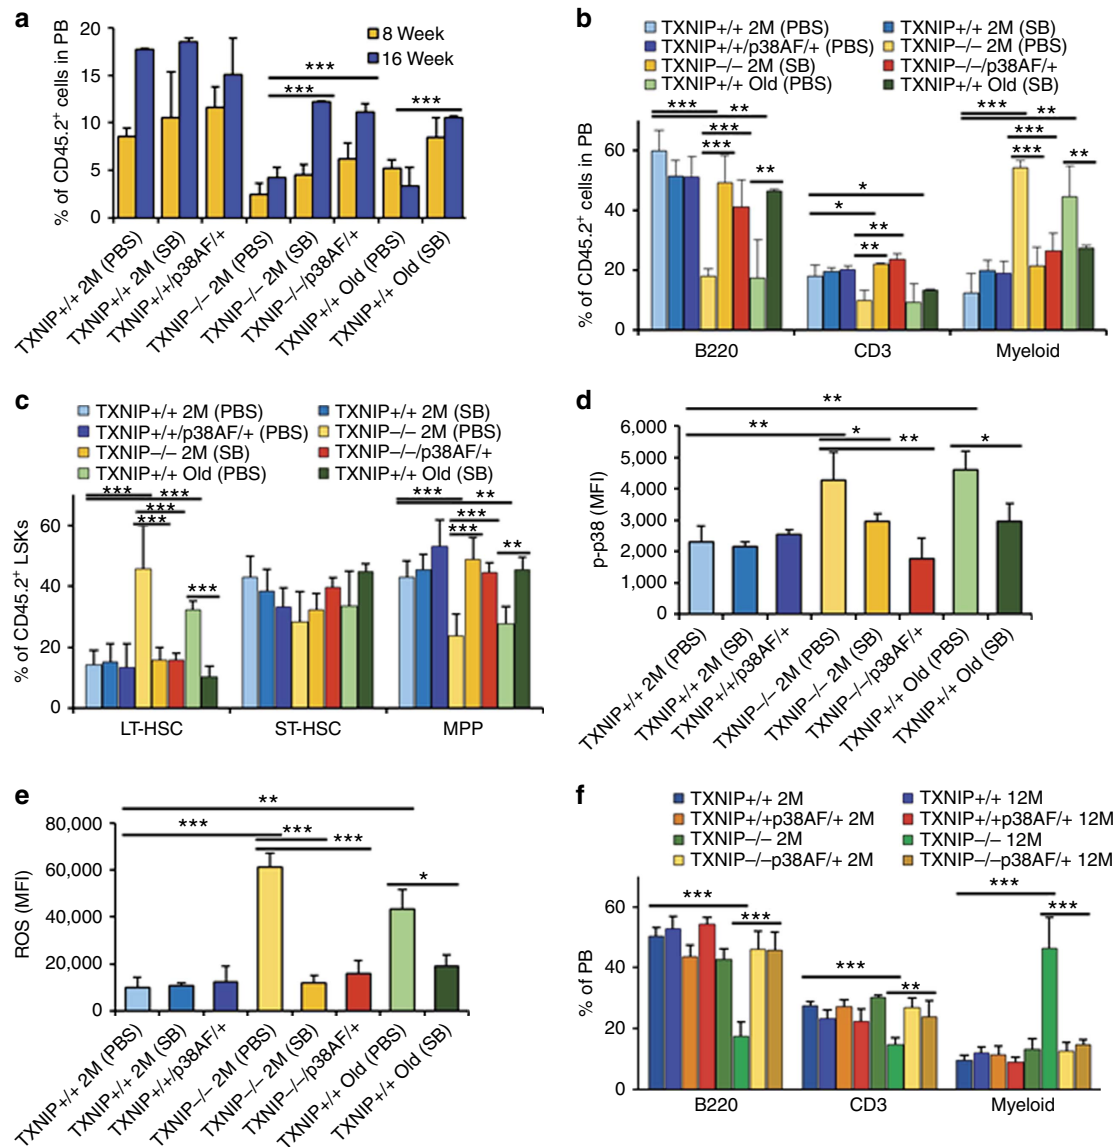 a
% of CD45.2+ cells in PB
20
15
10
5
0
8 Week
16 Week
***
***
***
TXNIP+/+ 2M (PBS)
TXNIP+/+ 2M (SB)
TXNIP+/+/p38AF/+
TXNIP−/− 2M (PBS)
TXNIP−/− 2M (SB)
TXNIP−/−/p38AF/+
TXNIP+/+ Old (PBS)
TXNIP+/+ Old (SB)
b
TXNIP+/+ 2M (PBS)
TXNIP+/+ 2M (SB)
TXNIP+/+/p38AF/+ (PBS)
TXNIP−/− 2M (PBS)
TXNIP−/− 2M (SB)
TXNIP−/−/p38AF/+
TXNIP+/+ Old (PBS)
TXNIP+/+ Old (SB)
% of CD45.2+ cells in PB
60
40
20
0
*** **
***
***
**
*
*
**
**
*** **
***
***
**
B220
CD3
Myeloid
c
TXNIP+/+ 2M (PBS)
TXNIP+/+ 2M (SB)
TXNIP+/+/p38AF/+ (PBS)
TXNIP−/− 2M (PBS)
TXNIP−/− 2M (SB)
TXNIP−/−/p38AF/+
TXNIP+/+ Old (PBS)
TXNIP+/+ Old (SB)
% of CD45.2+ LSKs
60
40
20
0
*** ***
***
***
***
*** **
***
***
**
LT-HSC
ST-HSC
MPP
d
p-p38 (MFI)
6,000
5,000
4,000
3,000
2,000
1,000
0
**
**
*
**
*
TXNIP+/+ 2M (PBS)
TXNIP+/+ 2M (SB)
TXNIP+/+/p38AF/+
TXNIP−/− 2M (PBS)
TXNIP−/− 2M (SB)
TXNIP−/−/p38AF/+
TXNIP+/+ Old (PBS)
TXNIP+/+ Old (SB)
e
ROS (MFI)
80,000
60,000
40,000
20,000
0
**
***
***
***
*
TXNIP+/+ 2M (PBS)
TXNIP+/+ 2M (SB)
TXNIP+/+/p38AF/+
TXNIP−/− 2M (PBS)
TXNIP−/− 2M (SB)
TXNIP−/−/p38AF/+
TXNIP+/+ Old (PBS)
TXNIP+/+ Old (SB)
f
TXNIP+/+ 2M
TXNIP+/+ 12M
TXNIP+/+p38AF/+ 2M
TXNIP+/+p38AF/+ 12M
TXNIP−/− 2M
TXNIP−/− 12M
TXNIP−/−p38AF/+ 2M
TXNIP−/−p38AF/+ 12M
% of PB
60
40
20
0
***
***
***
**
***
***
B220
CD3
Myeloid